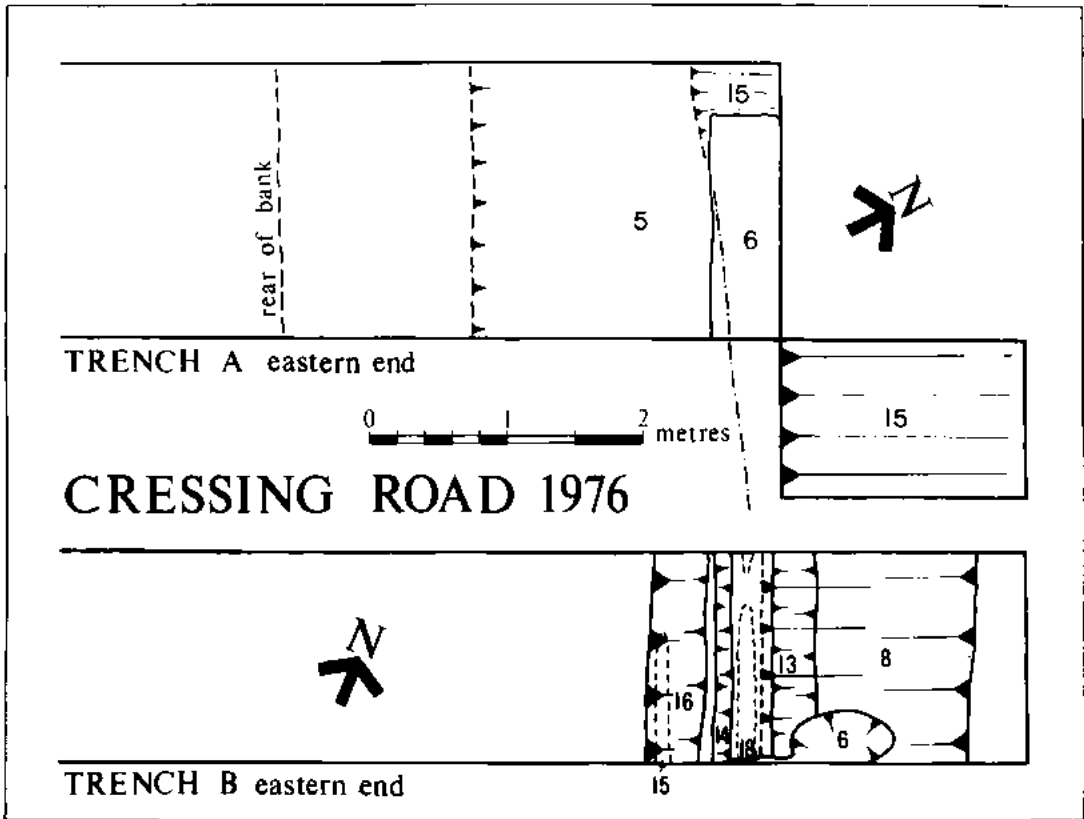 15
rear of bank
5
6
N
TRENCH A eastern end
0 1 2 metres
15
CRESSING ROAD 1976
N
16
14
18
13
8
6
15
TRENCH B eastern end